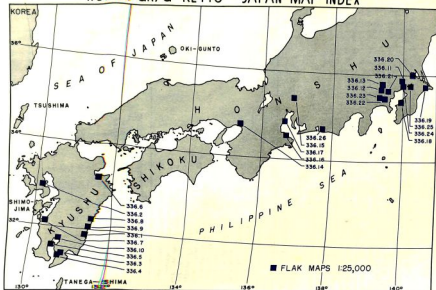 JAPAN MAP INDEX
KOREA
36°
SEA OF JAPAN
OKI-GUNTO
TSUSHIMA
34°
HONSHU
SHIKOKU
KYUSHU
SHIMO-
JIMA
32°
PHILIPPINE SEA
TANEGA-SHIMA
336.20
336.11
336.21
336.13
336.12
336.23
336.22
336.19
336.25
336.24
336.18
336.26
336.15
336.17
336.16
336.14
336.6
336.2
336.8
336.9
336.1
336.7
336.10
336.5
336.3
336.4
FLAK MAPS 1:25,000
130°
134°
136°
138°
140°